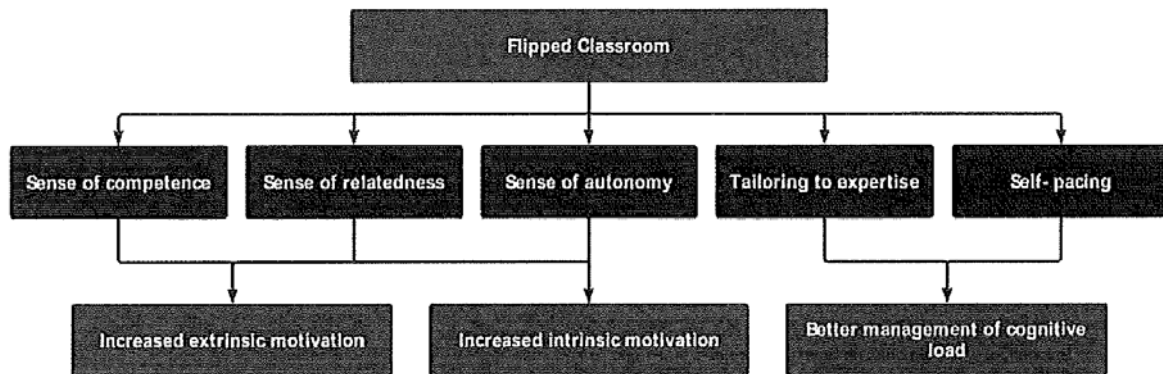 Flipped Classroom
Sense of competence
Sense of relatedness
Sense of autonomy
Tailoring to expertise
Self- pacing
Increased extrinsic motivation
Increased intrinsic motivation
Better management of cognitive
load